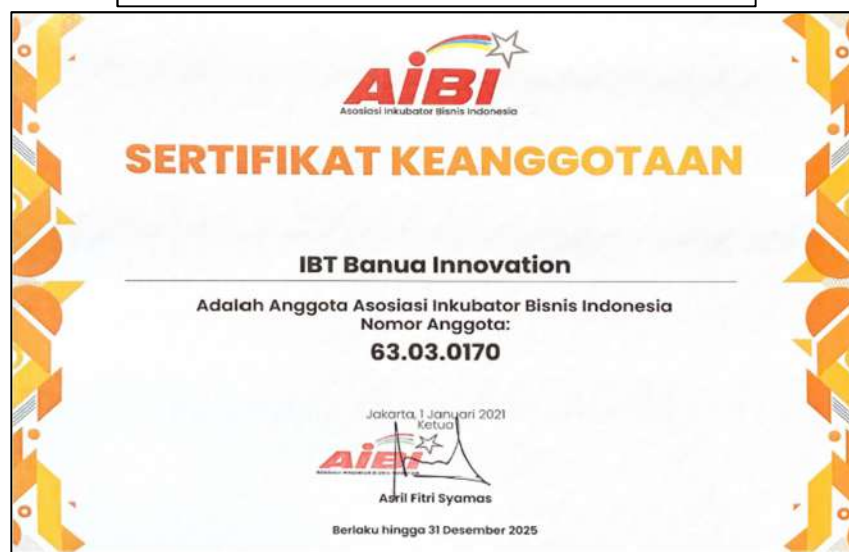 AiBI
Asosiasi Inkubator Bisnis Indonesia
SERTIFIKAT KEANGGOTAAN
IBT Banua Innovation
Adalah Anggota Asosiasi Inkubator Bisnis Indonesia
Nomor Anggota:
63.03.0170
Jakarta, 1 Januari 2021
Ketua
AiBI
Asril Fitri Syamas
Berlaku hingga 31 Desember 2025